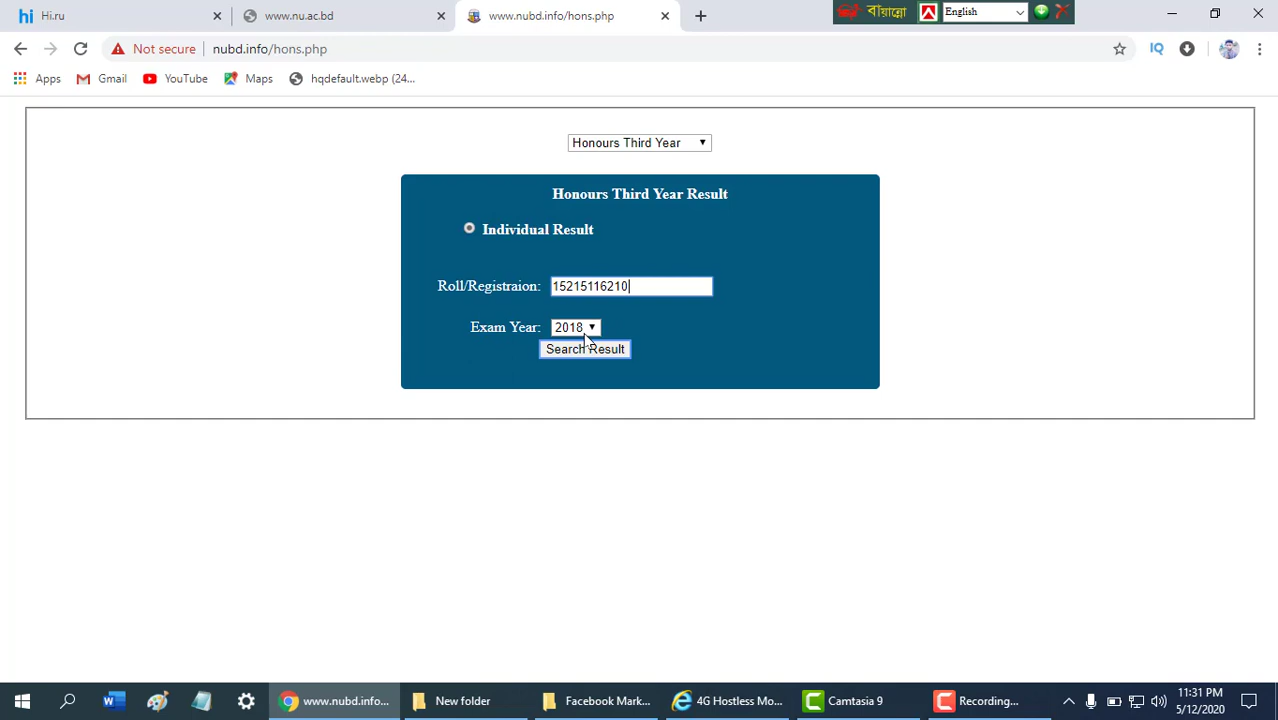 Hi.ru
www.nu.ac.bd
www.nubd.info/hons.php
বায়ান্নো
English
Not secure
nubd.info/hons.php
IQ
Apps
Gmail
YouTube
Maps
hqdefault.webp (24...
Honours Third Year
Honours Third Year Result
Individual Result
Roll/Registraion:
15215116210
Exam Year:
2018
Search Result
www.nubd.info...
New folder
Facebook Mark...
4G Hostless Mo...
Camtasia 9
Recording...
11:31 PM
5/12/2020